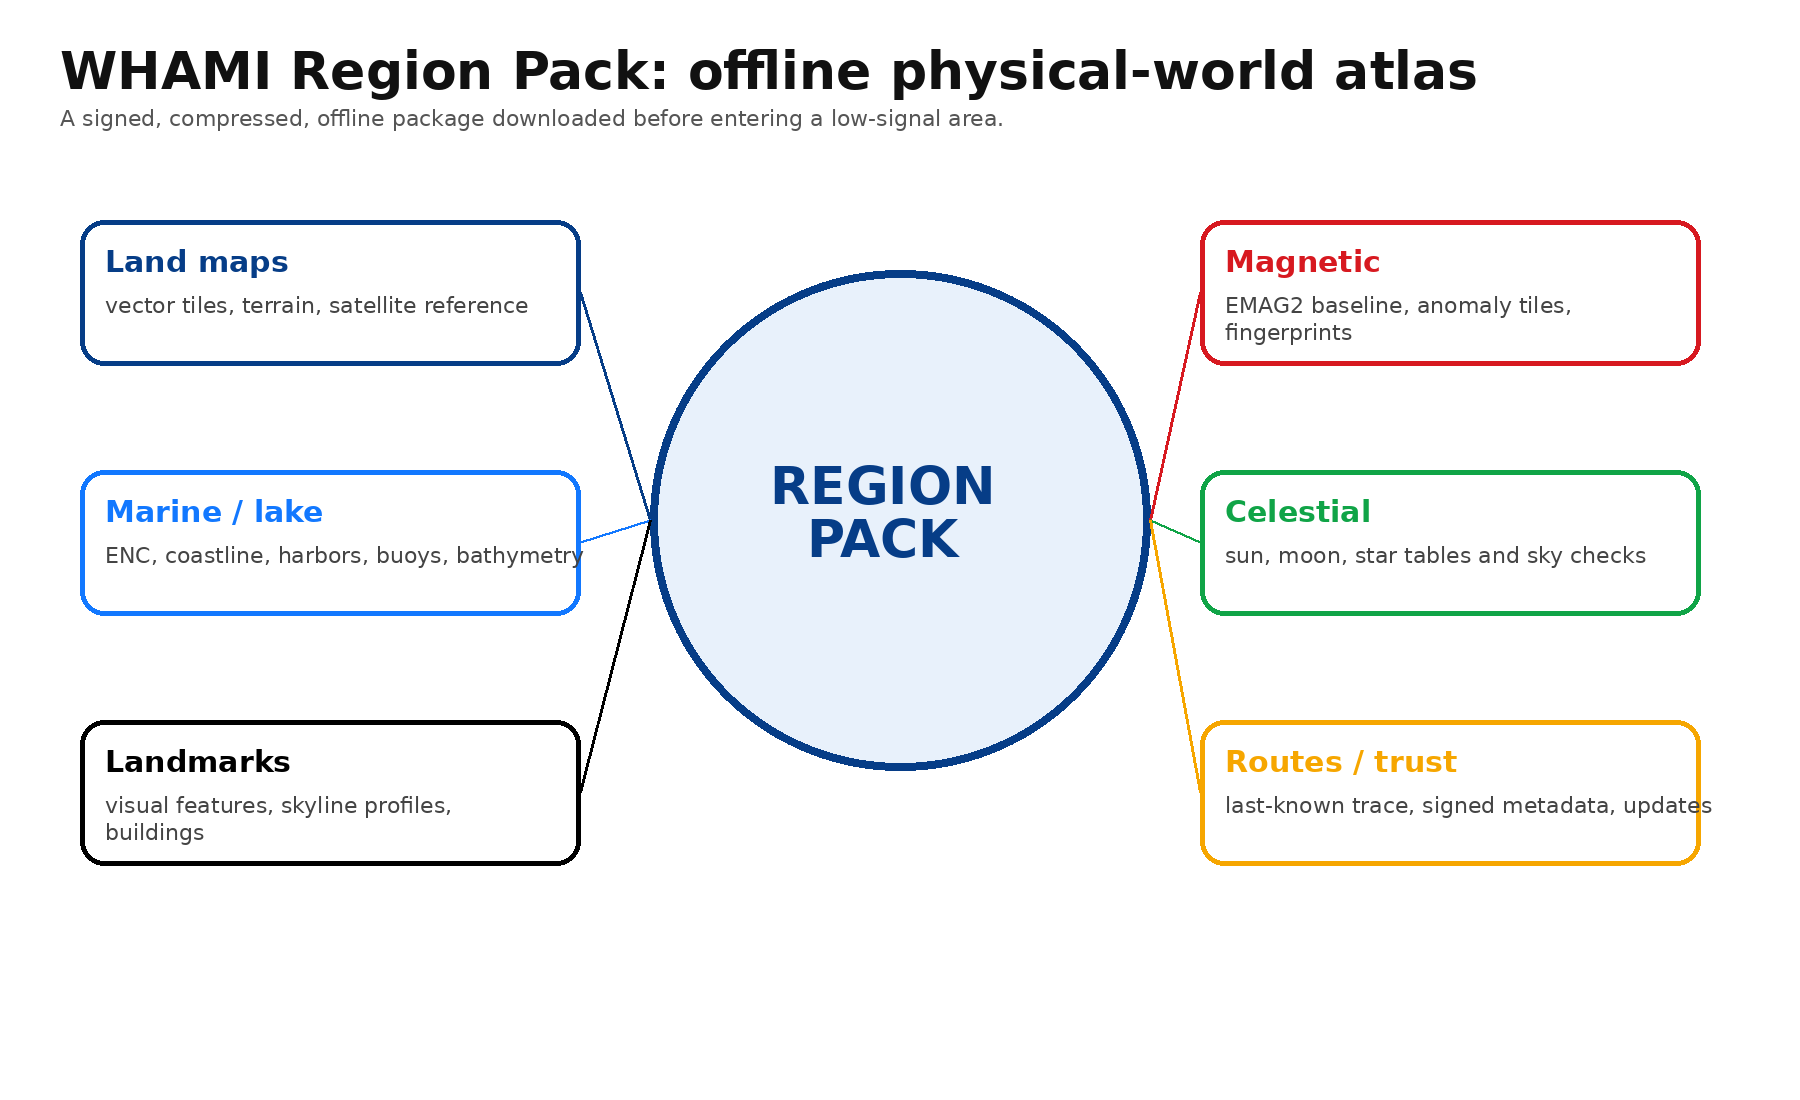 WHAMI Region Pack: offline physical-world atlas
A signed, compressed, offline package downloaded before entering a low-signal area.
Land maps
vector tiles, terrain, satellite reference
Marine / lake
ENC, coastline, harbors, buoys, bathymetry
Landmarks
visual features, skyline profiles,
buildings
REGION
PACK
Magnetic
EMAG2 baseline, anomaly tiles,
fingerprints
Celestial
sun, moon, star tables and sky checks
Routes / trust
last-known trace, signed metadata, updates